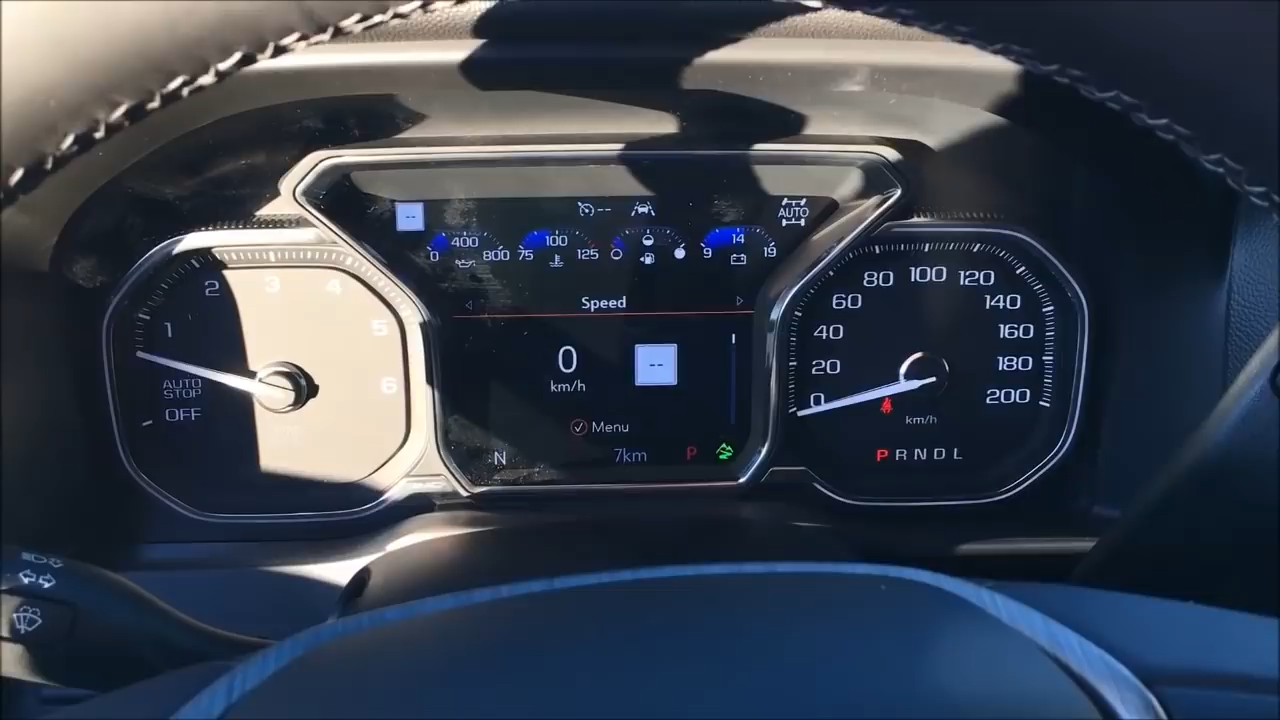 --
--
AUTO
400
0 800
100
75 125
14
9 19
Speed
0
km/h
--
Menu
N 7km P
1 2 3 4 5 6
AUTO
STOP
OFF
0 20 40 60 80 100 120 140 160 180 200
km/h
P R N D L